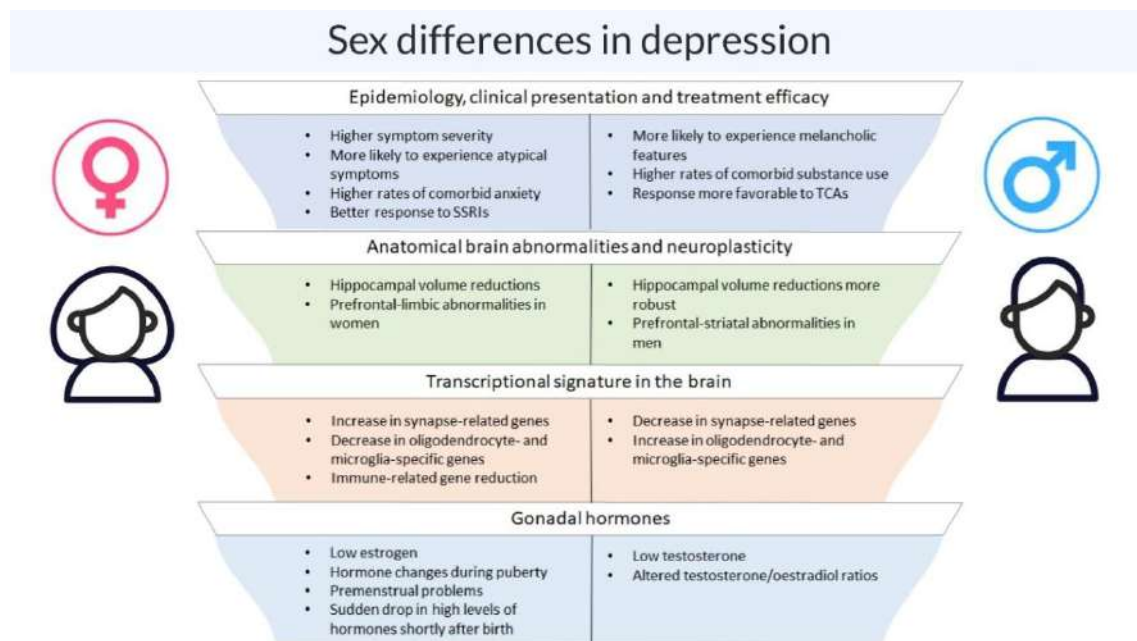 Sex differences in depression
Epidemiology, clinical presentation and treatment efficacy
• Higher symptom severity
• More likely to experience atypical
symptoms
• Higher rates of comorbid anxiety
• Better response to SSRIs
• More likely to experience melancholic
features
• Higher rates of comorbid substance use
• Response more favorable to TCAs
Anatomical brain abnormalities and neuroplasticity
• Hippocampal volume reductions
• Prefrontal-limbic abnormalities in
women
• Hippocampal volume reductions more
robust
• Prefrontal-striatal abnormalities in
men
Transcriptional signature in the brain
• Increase in synapse-related genes
• Decrease in oligodendrocyte- and
microglia-specific genes
• Immune-related gene reduction
• Decrease in synapse-related genes
• Increase in oligodendrocyte- and
microglia-specific genes
Gonadal hormones
• Low estrogen
• Hormone changes during puberty
• Premenstrual problems
• Sudden drop in high levels of
hormones shortly after birth
• Low testosterone
• Altered testosterone/oestradiol ratios